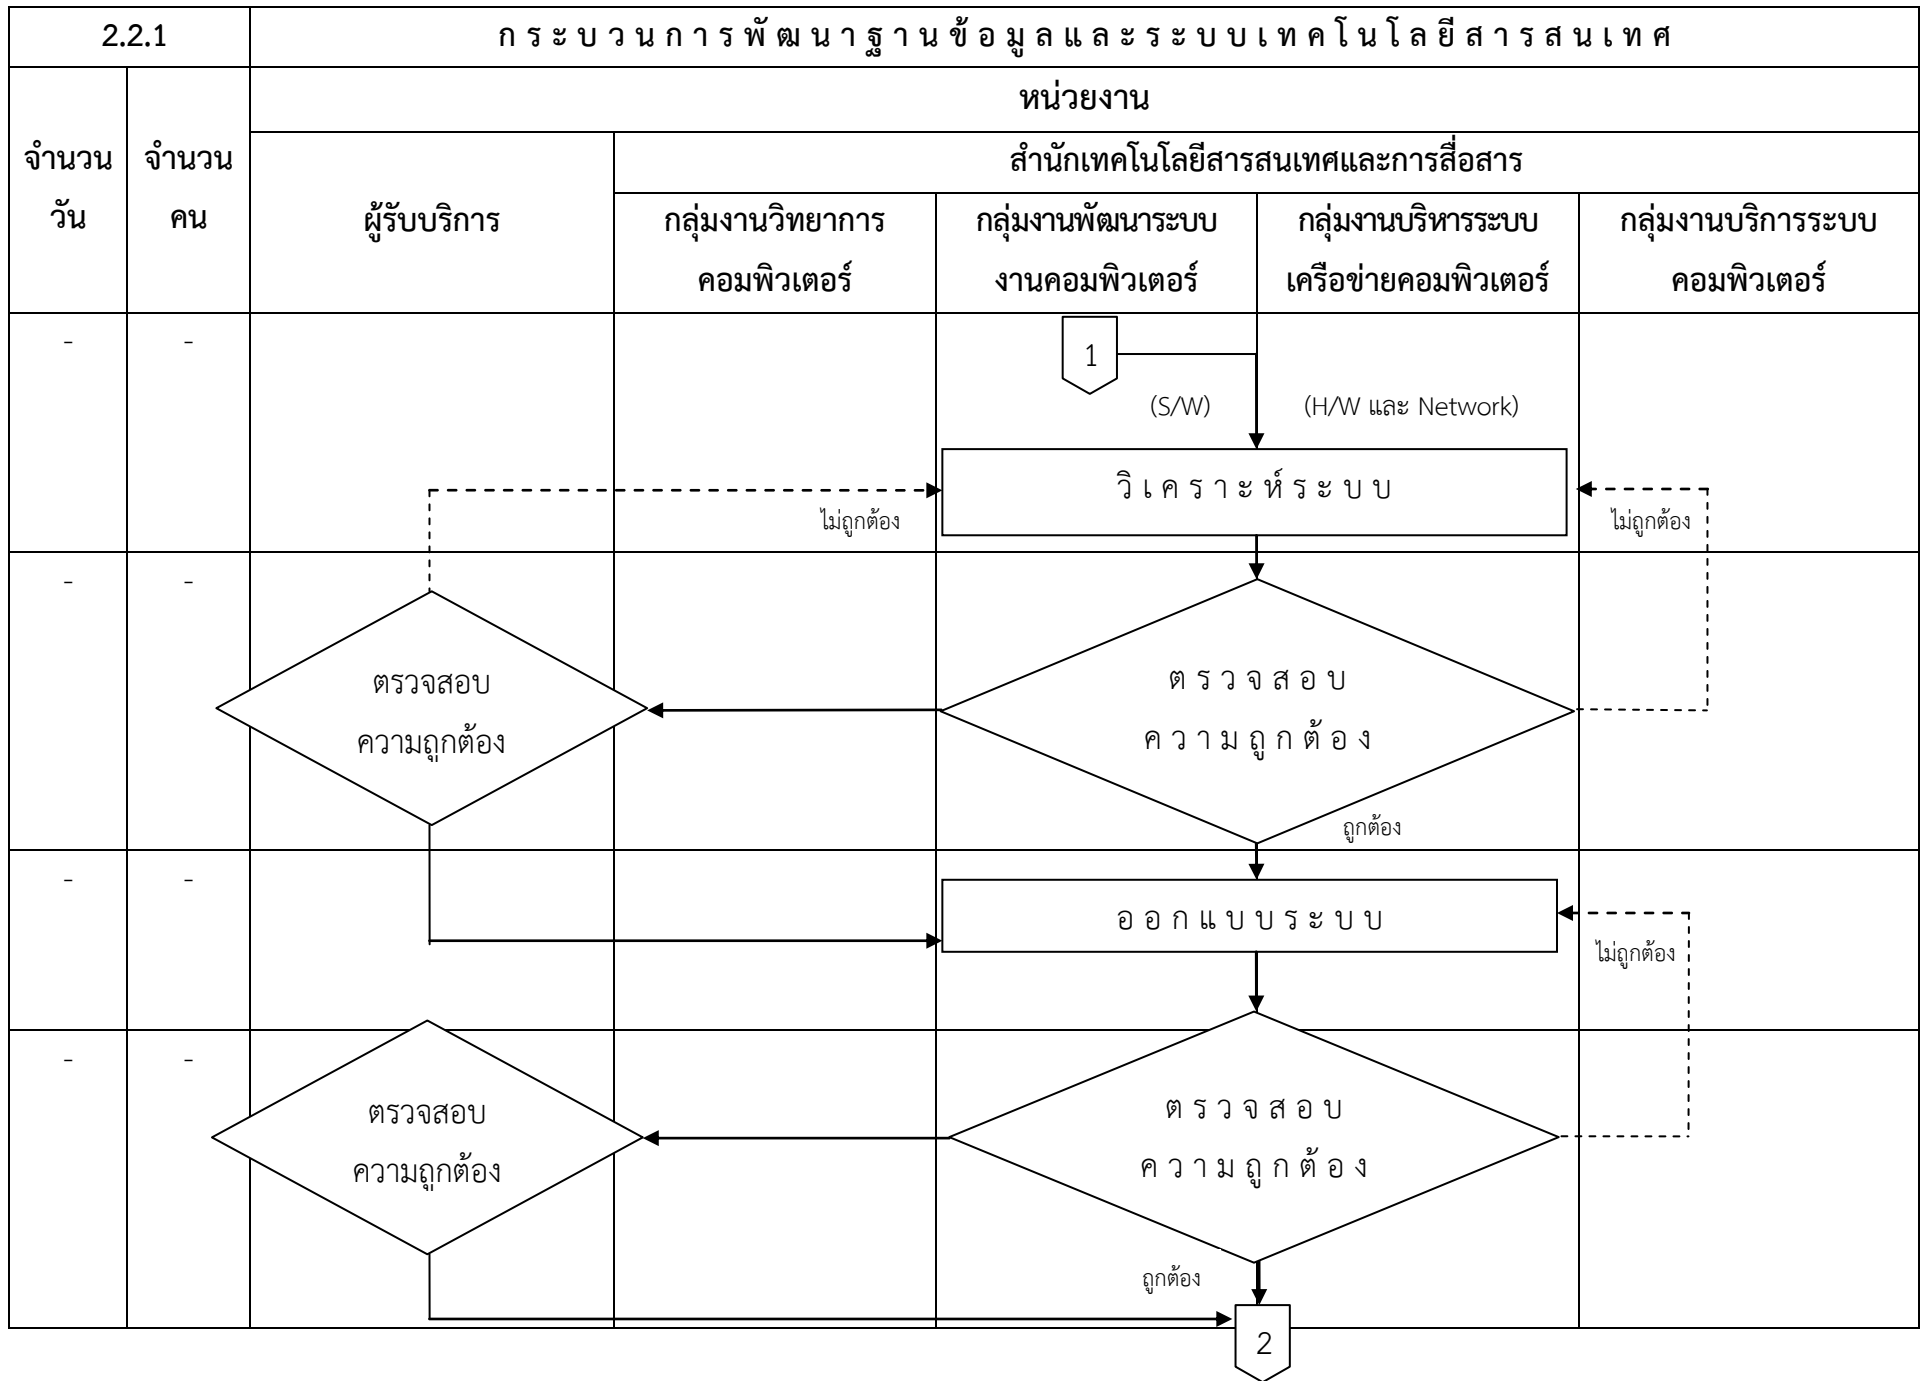 2.2.1
กระบวนการพัฒนาฐานข้อมูลและระบบเทคโนโลยีสารสนเทศ
หน่วยงาน
จำนวน
วัน
จำนวน
คน
ผู้รับบริการ
สำนักเทคโนโลยีสารสนเทศและการสื่อสาร
กลุ่มงานวิทยาการ
คอมพิวเตอร์
กลุ่มงานพัฒนาระบบ
งานคอมพิวเตอร์
กลุ่มงานบริหารระบบ
เครือข่ายคอมพิวเตอร์
กลุ่มงานบริการระบบ
คอมพิวเตอร์
- -
1
(S/W) (H/W และ Network)
วิเคราะห์ระบบ
ไม่ถูกต้อง
ไม่ถูกต้อง
- -
ตรวจสอบ
ความถูกต้อง
ตรวจสอบ
ความถูกต้อง
ถูกต้อง
- -
ออกแบบระบบ
ไม่ถูกต้อง
- -
ตรวจสอบ
ความถูกต้อง
ตรวจสอบ
ความถูกต้อง
ถูกต้อง
2